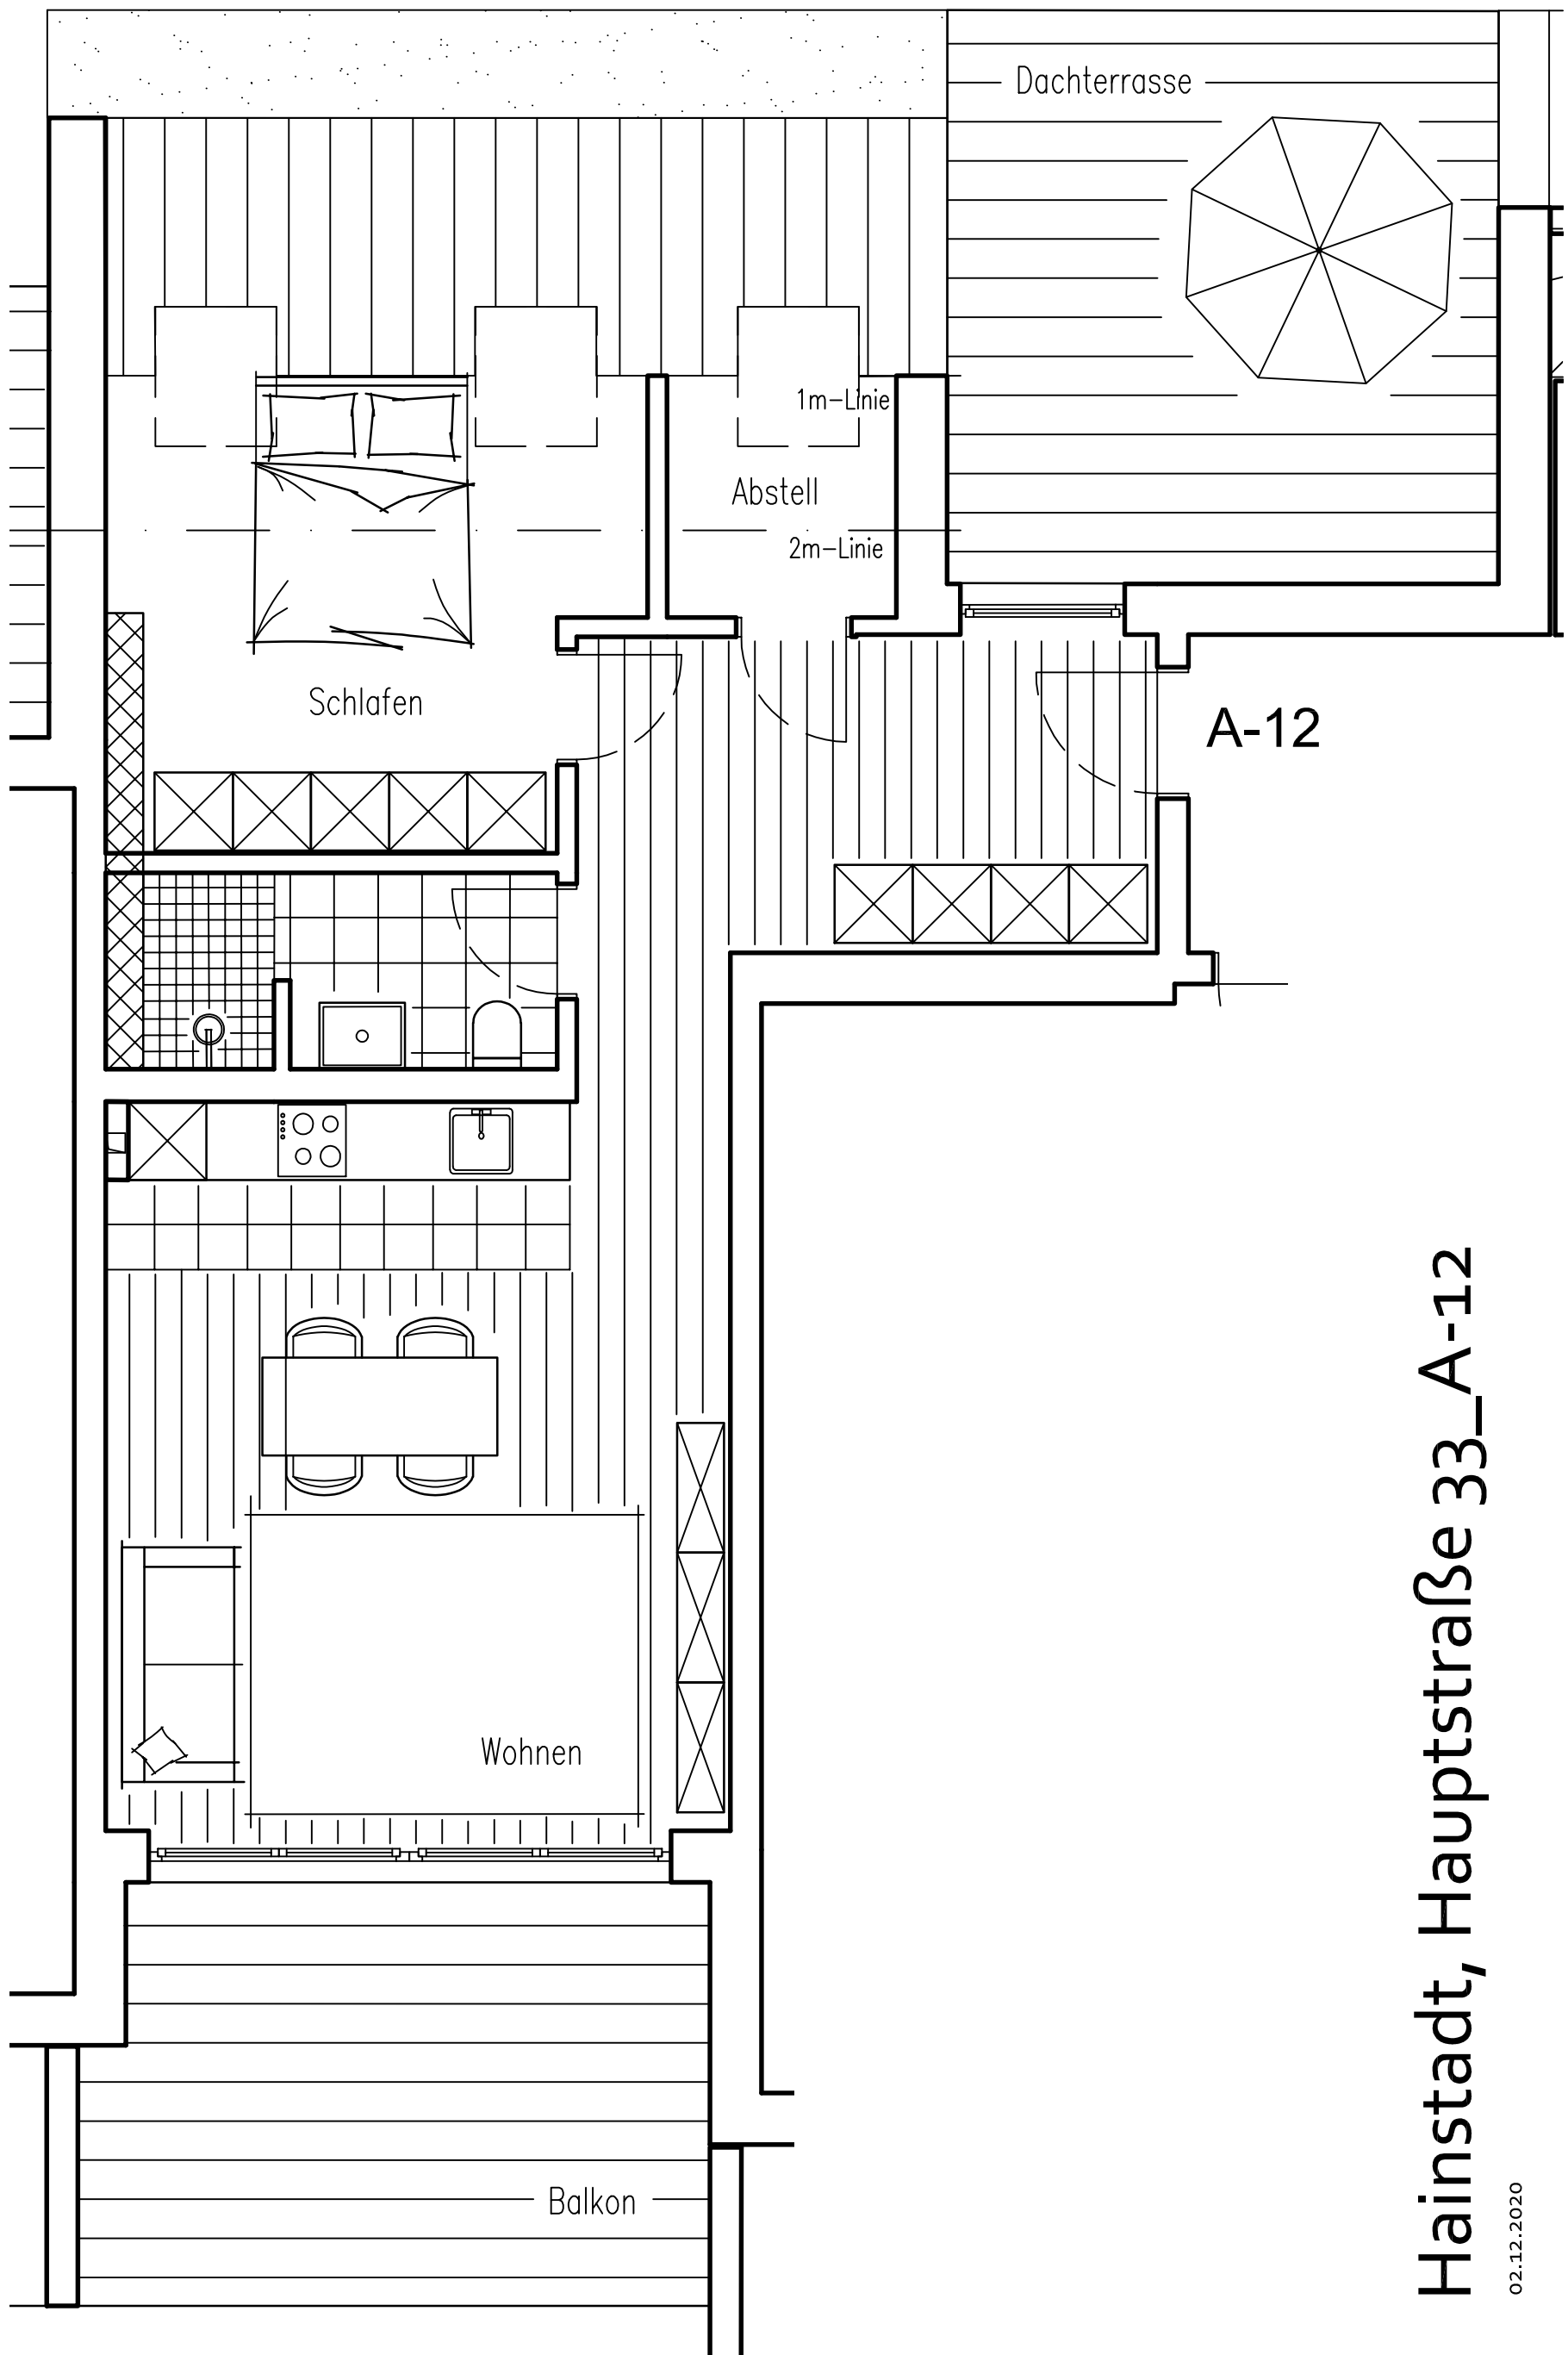 Dachterrasse
1m-Linie
Abstell
2m-Linie
Schlafen
A-12
Wohnen
Balkon
Hainstadt, Hauptstraße 33_A-12
02.12.2020